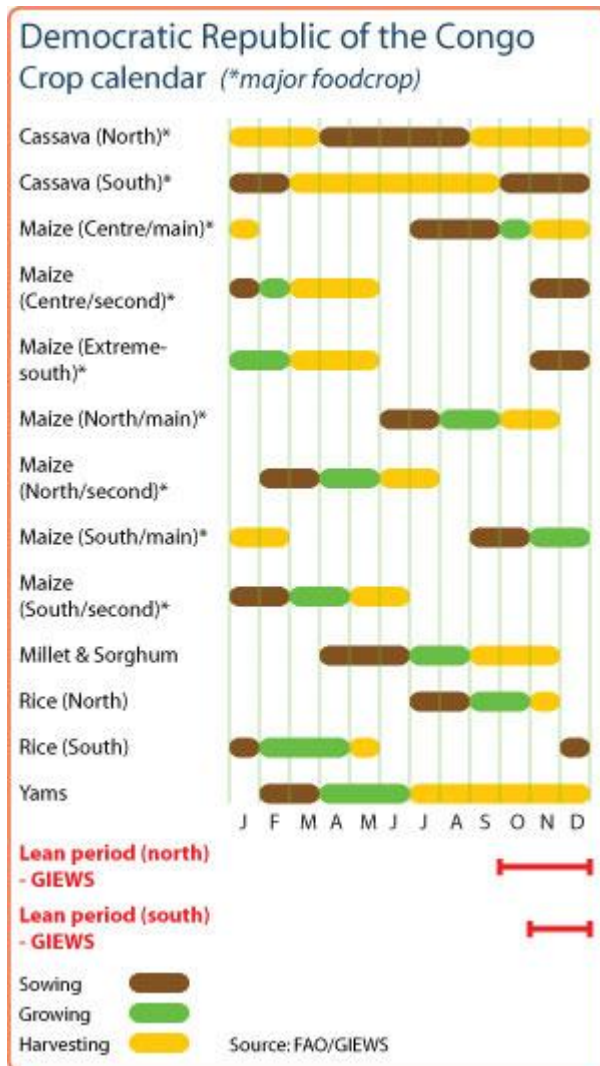 Democratic Republic of the Congo
Crop calendar (*major foodcrop)
Cassava (North)*
Cassava (South)*
Maize (Centre/main)*
Maize
(Centre/second)*
Maize (Extreme-
south)*
Maize (North/main)*
Maize
(North/second)*
Maize (South/main)*
Maize
(South/second)*
Millet & Sorghum
Rice (North)
Rice (South)
Yams
J F M A M J J A S O N D
Lean period (north)
- GIEWS
Lean period (south)
- GIEWS
Sowing
Growing
Harvesting Source: FAO/GIEWS